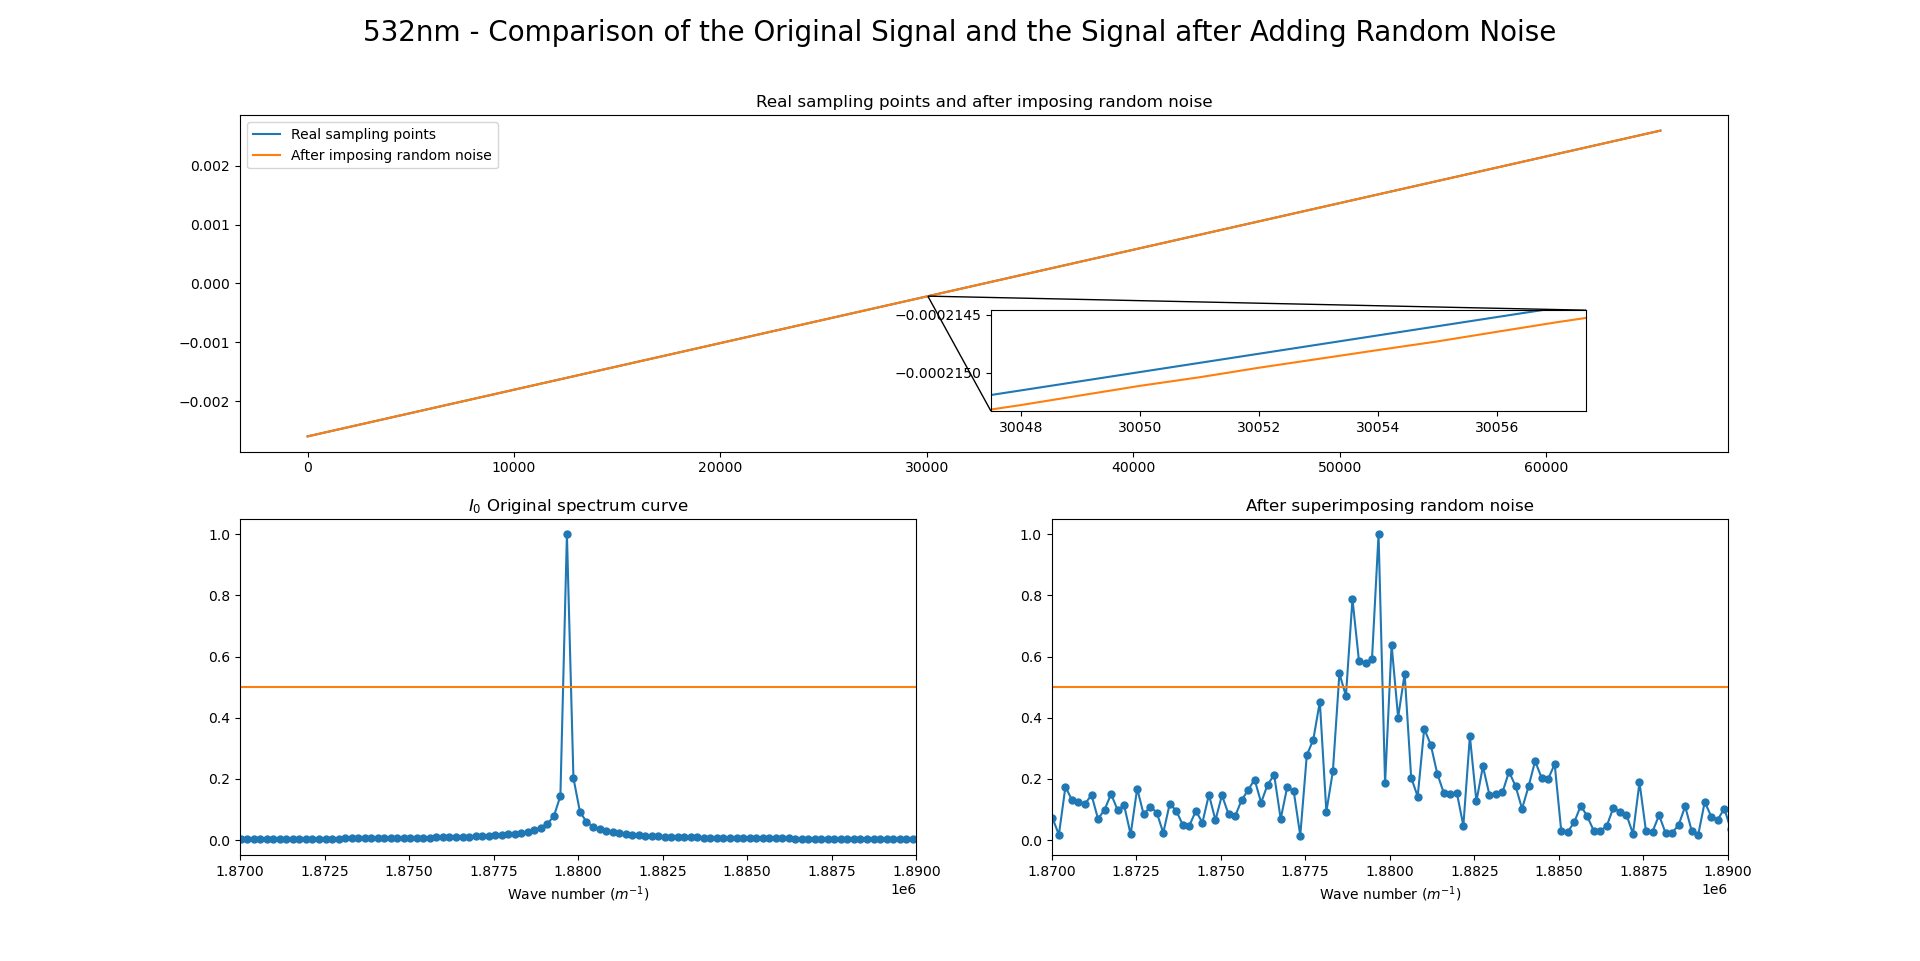 532nm - Comparison of the Original Signal and the Signal after Adding Random Noise
Real sampling points and after imposing random noise
Real sampling points
After imposing random noise
0.002
0.001
0.000
−0.001
−0.002
−0.0002145
−0.0002150
30048 30050 30052 30054 30056
0 10000 20000 30000 40000 50000 60000
I₀ Original spectrum curve
1.0
0.8
0.6
0.4
0.2
0.0
1.8700 1.8725 1.8750 1.8775 1.8800 1.8825 1.8850 1.8875 1.8900
1e6
Wave number (m⁻¹)
After superimposing random noise
1.0
0.8
0.6
0.4
0.2
0.0
1.8700 1.8725 1.8750 1.8775 1.8800 1.8825 1.8850 1.8875 1.8900
1e6
Wave number (m⁻¹)